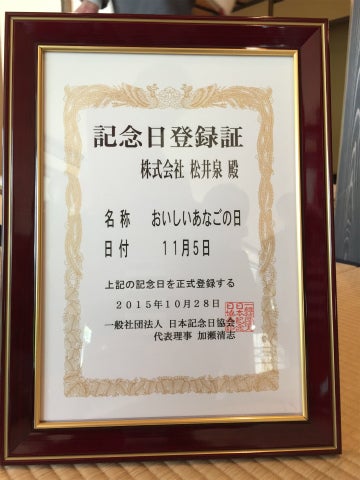 記念日登録証
株式会社 松井泉 殿
名称 おいしいあなごの日
日付 11月5日
上記の記念日を正式登録する
2015年10月28日
一般社団法人 日本記念日協会
代表理事 加瀬清志